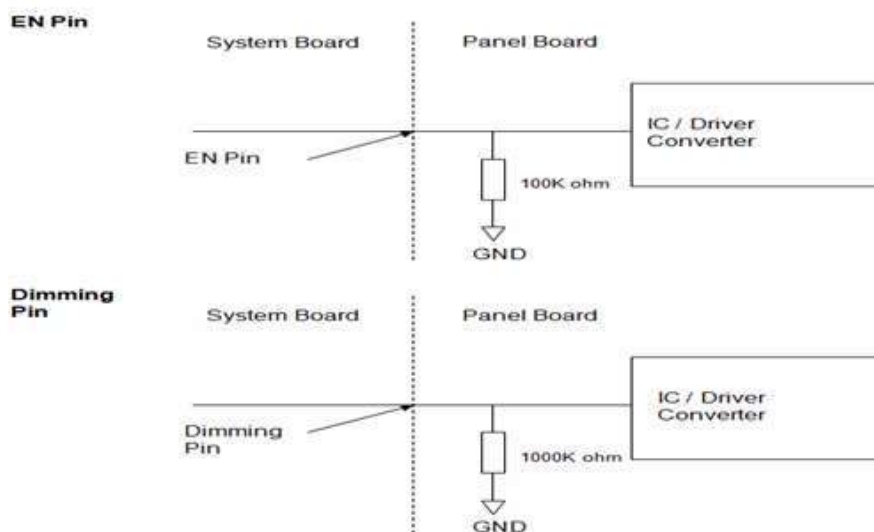 EN Pin
System Board
Panel Board
IC / Driver
Converter
EN Pin
100K ohm
GND
Dimming
Pin
System Board
Panel Board
IC / Driver
Converter
Dimming
Pin
1000K ohm
GND